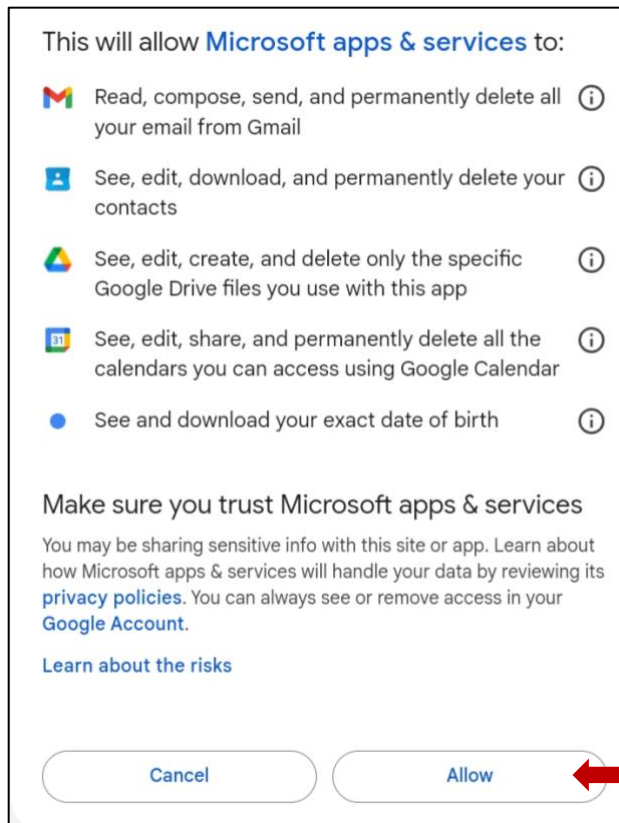 This will allow Microsoft apps & services to:
Read, compose, send, and permanently delete all
your email from Gmail
See, edit, download, and permanently delete your
contacts
See, edit, create, and delete only the specific
Google Drive files you use with this app
31
See, edit, share, and permanently delete all the
calendars you can access using Google Calendar
See and download your exact date of birth
Make sure you trust Microsoft apps & services
You may be sharing sensitive info with this site or app. Learn about
how Microsoft apps & services will handle your data by reviewing its
privacy policies. You can always see or remove access in your
Google Account.
Learn about the risks
Cancel Allow